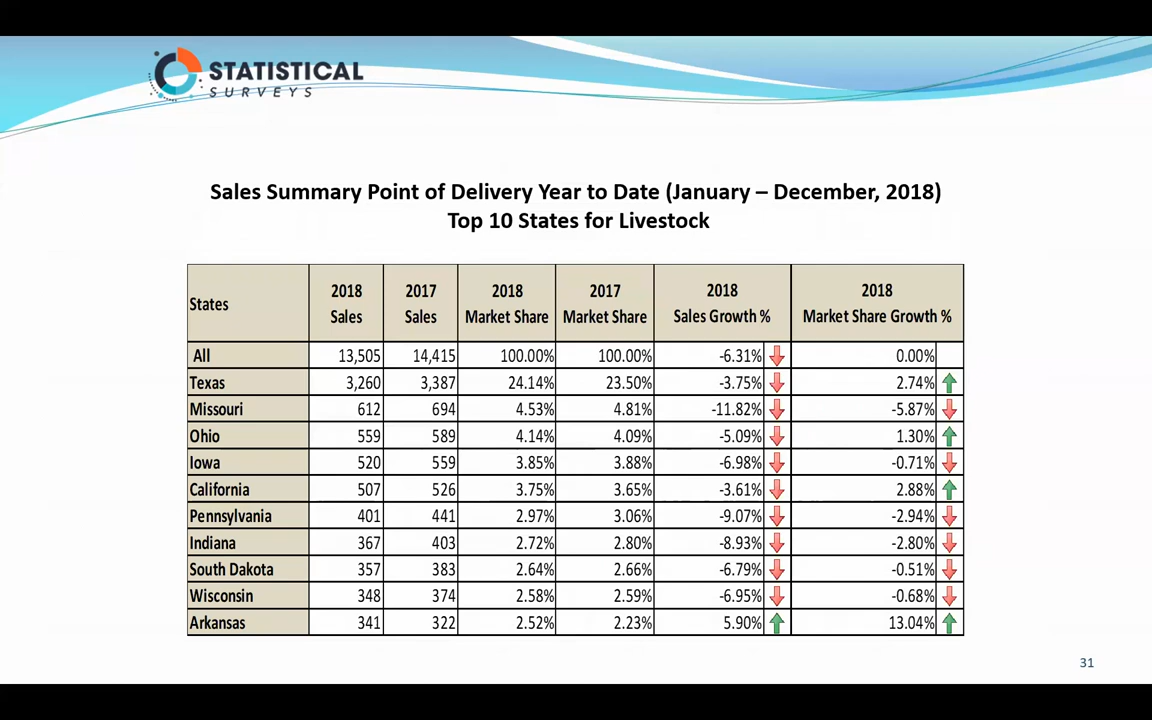 STATISTICAL
SURVEYS
Sales Summary Point of Delivery Year to Date (January – December, 2018)
Top 10 States for Livestock
States 2018 Sales 2017 Sales 2018 Market Share 2017 Market Share 2018 Sales Growth % 2018 Market Share Growth %
All 13,505 14,415 100.00% 100.00% -6.31% 0.00%
Texas 3,260 3,387 24.14% 23.50% -3.75% 2.74%
Missouri 612 694 4.53% 4.81% -11.82% -5.87%
Ohio 559 589 4.14% 4.09% -5.09% 1.30%
Iowa 520 559 3.85% 3.88% -6.98% -0.71%
California 507 526 3.75% 3.65% -3.61% 2.88%
Pennsylvania 401 441 2.97% 3.06% -9.07% -2.94%
Indiana 367 403 2.72% 2.80% -8.93% -2.80%
South Dakota 357 383 2.64% 2.66% -6.79% -0.51%
Wisconsin 348 374 2.58% 2.59% -6.95% -0.68%
Arkansas 341 322 2.52% 2.23% 5.90% 13.04%
31